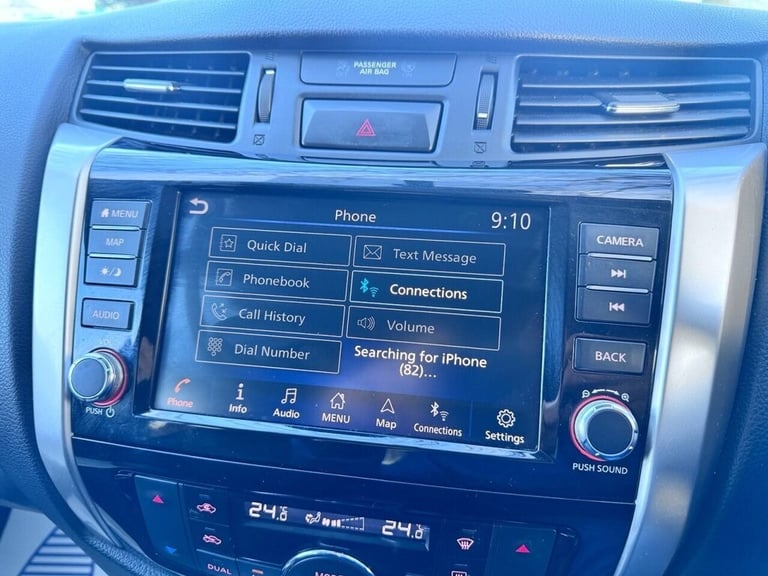 PASSENGER
AIR BAG
MENU
MAP
AUDIO
VOL
PUSH
Phone
9:10
Quick Dial
Text Message
Phonebook
Connections
Call History
Volume
Dial Number
Searching for iPhone
(82)...
Phone
Info
Audio
MENU
Map
Connections
Settings
CAMERA
BACK
PUSH SOUND
24.0
24.0
DUAL